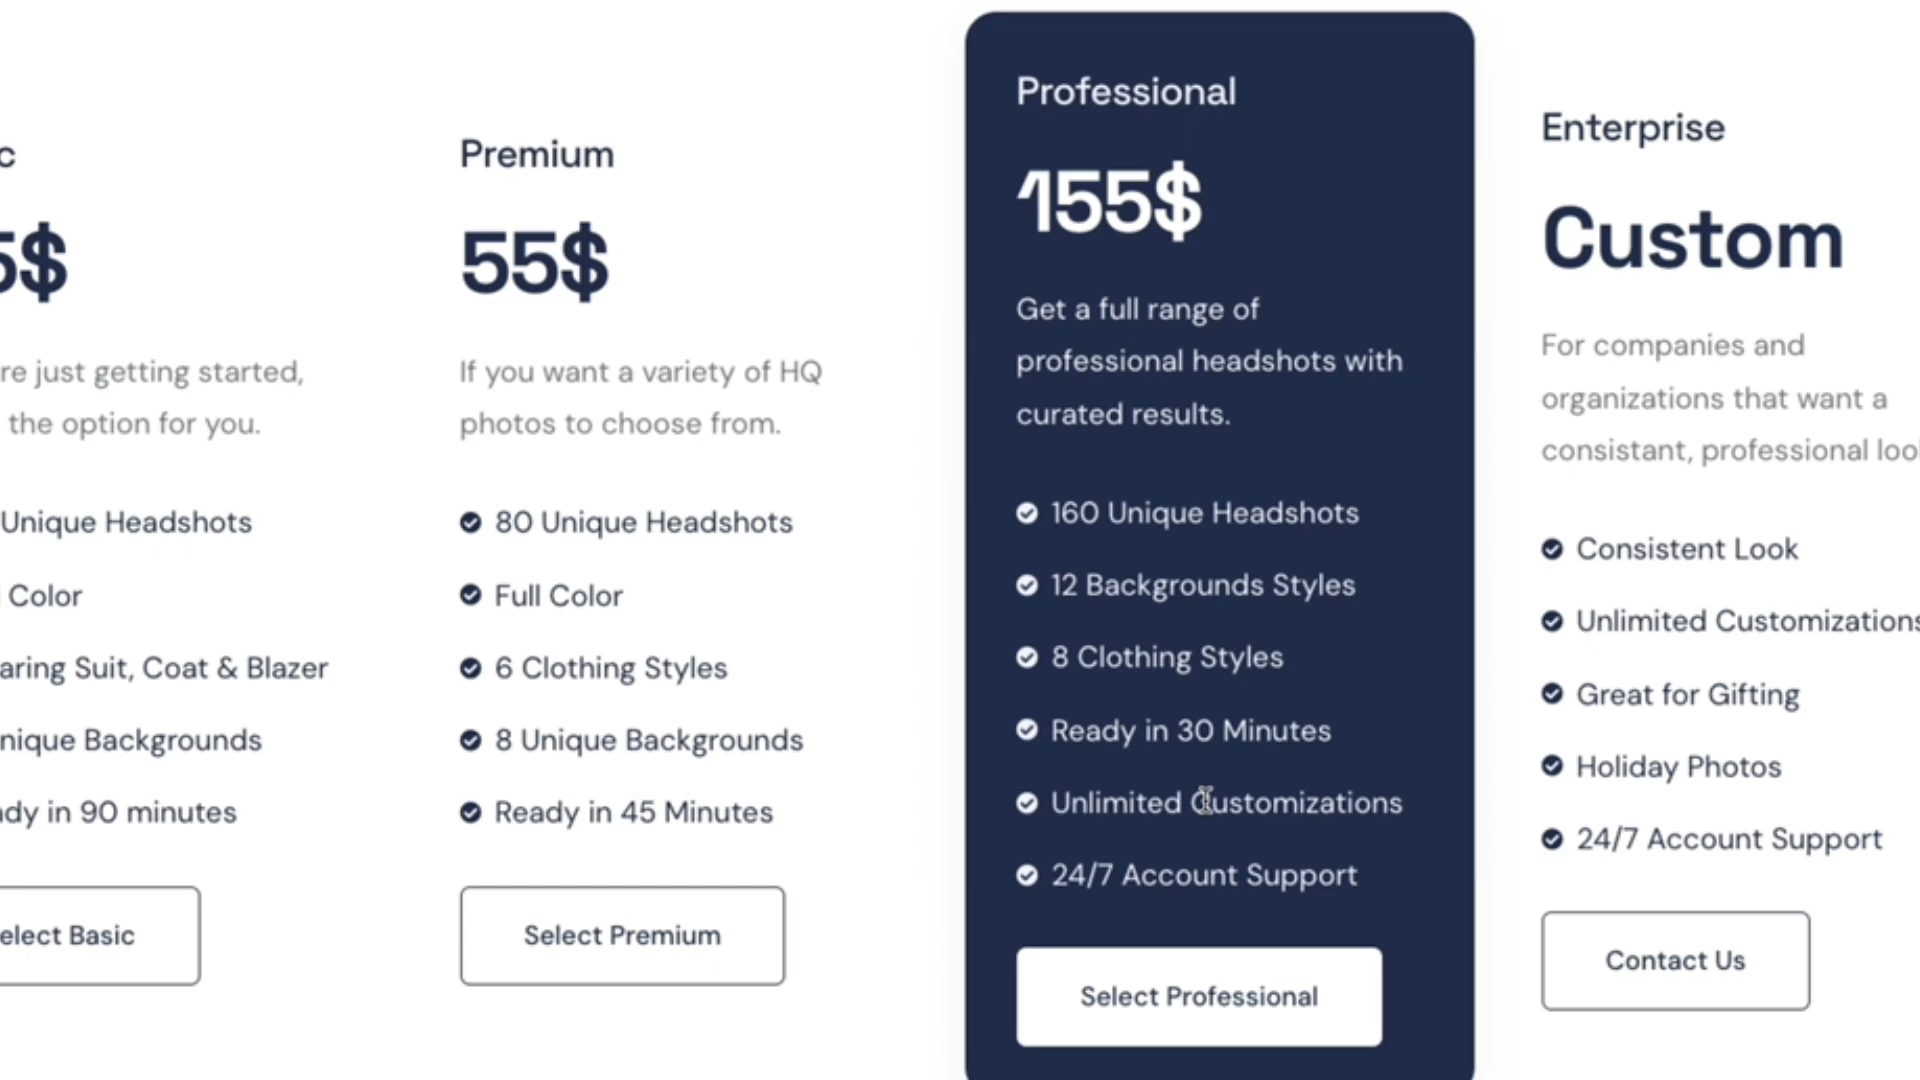 c
5$
re just getting started,
the option for you.
Unique Headshots
Color
aring Suit, Coat & Blazer
nique Backgrounds
dy in 90 minutes
elect Basic
Premium
55$
If you want a variety of HQ
photos to choose from.
80 Unique Headshots
Full Color
6 Clothing Styles
8 Unique Backgrounds
Ready in 45 Minutes
Select Premium
Professional
155$
Get a full range of
professional headshots with
curated results.
160 Unique Headshots
12 Backgrounds Styles
8 Clothing Styles
Ready in 30 Minutes
Unlimited Customizations
24/7 Account Support
Select Professional
Enterprise
Custom
For companies and
organizations that want a
consistant, professional loo
Consistent Look
Unlimited Customizations
Great for Gifting
Holiday Photos
24/7 Account Support
Contact Us